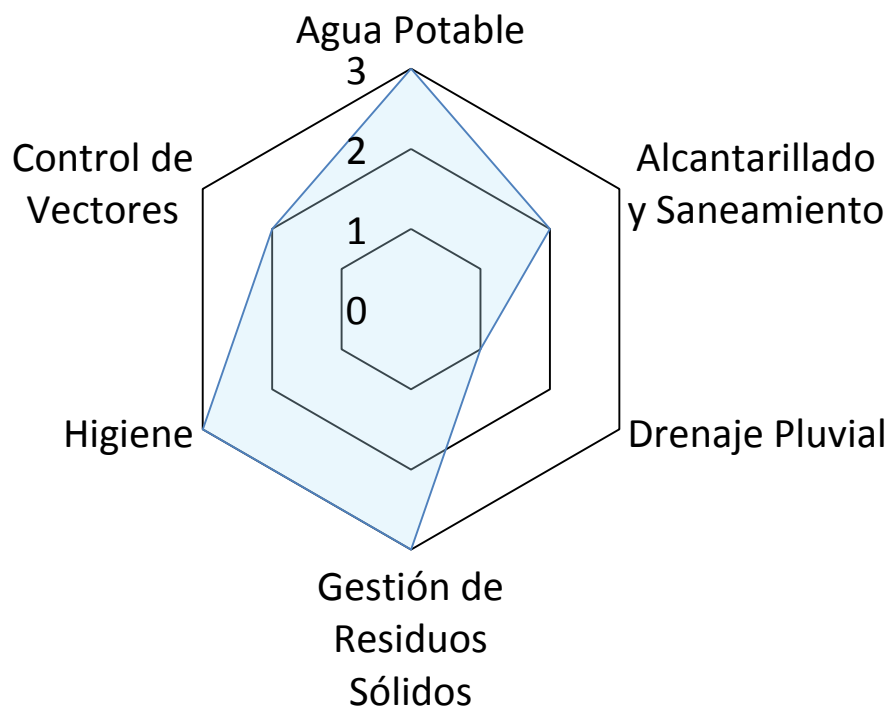 Agua Potable
3
2
1
0
Alcantarillado
y Saneamiento
Drenaje Pluvial
Gestión de
Residuos
Sólidos
Higiene
Control de
Vectores